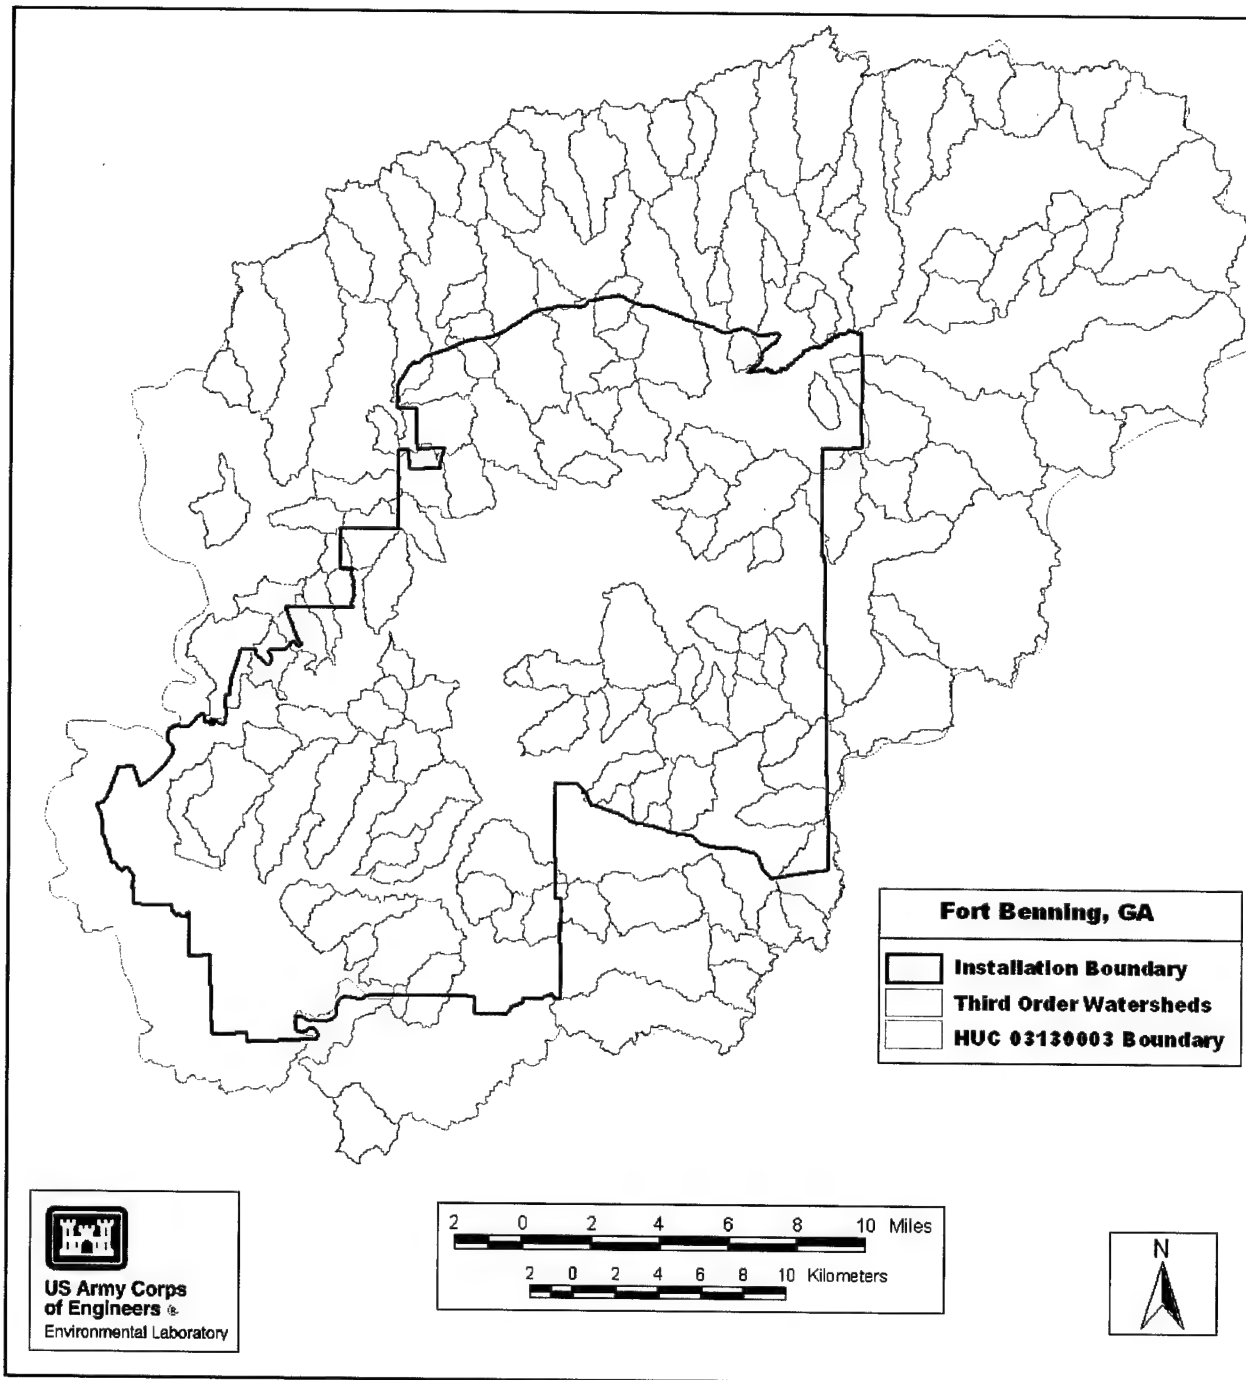 Fort Benning, GA
Installation Boundary
Third Order Watersheds
HUC 03130003 Boundary
US Army Corps
of Engineers ®
Environmental Laboratory
2 0 2 4 6 8 10 Miles
2 0 2 4 6 8 10 Kilometers
N